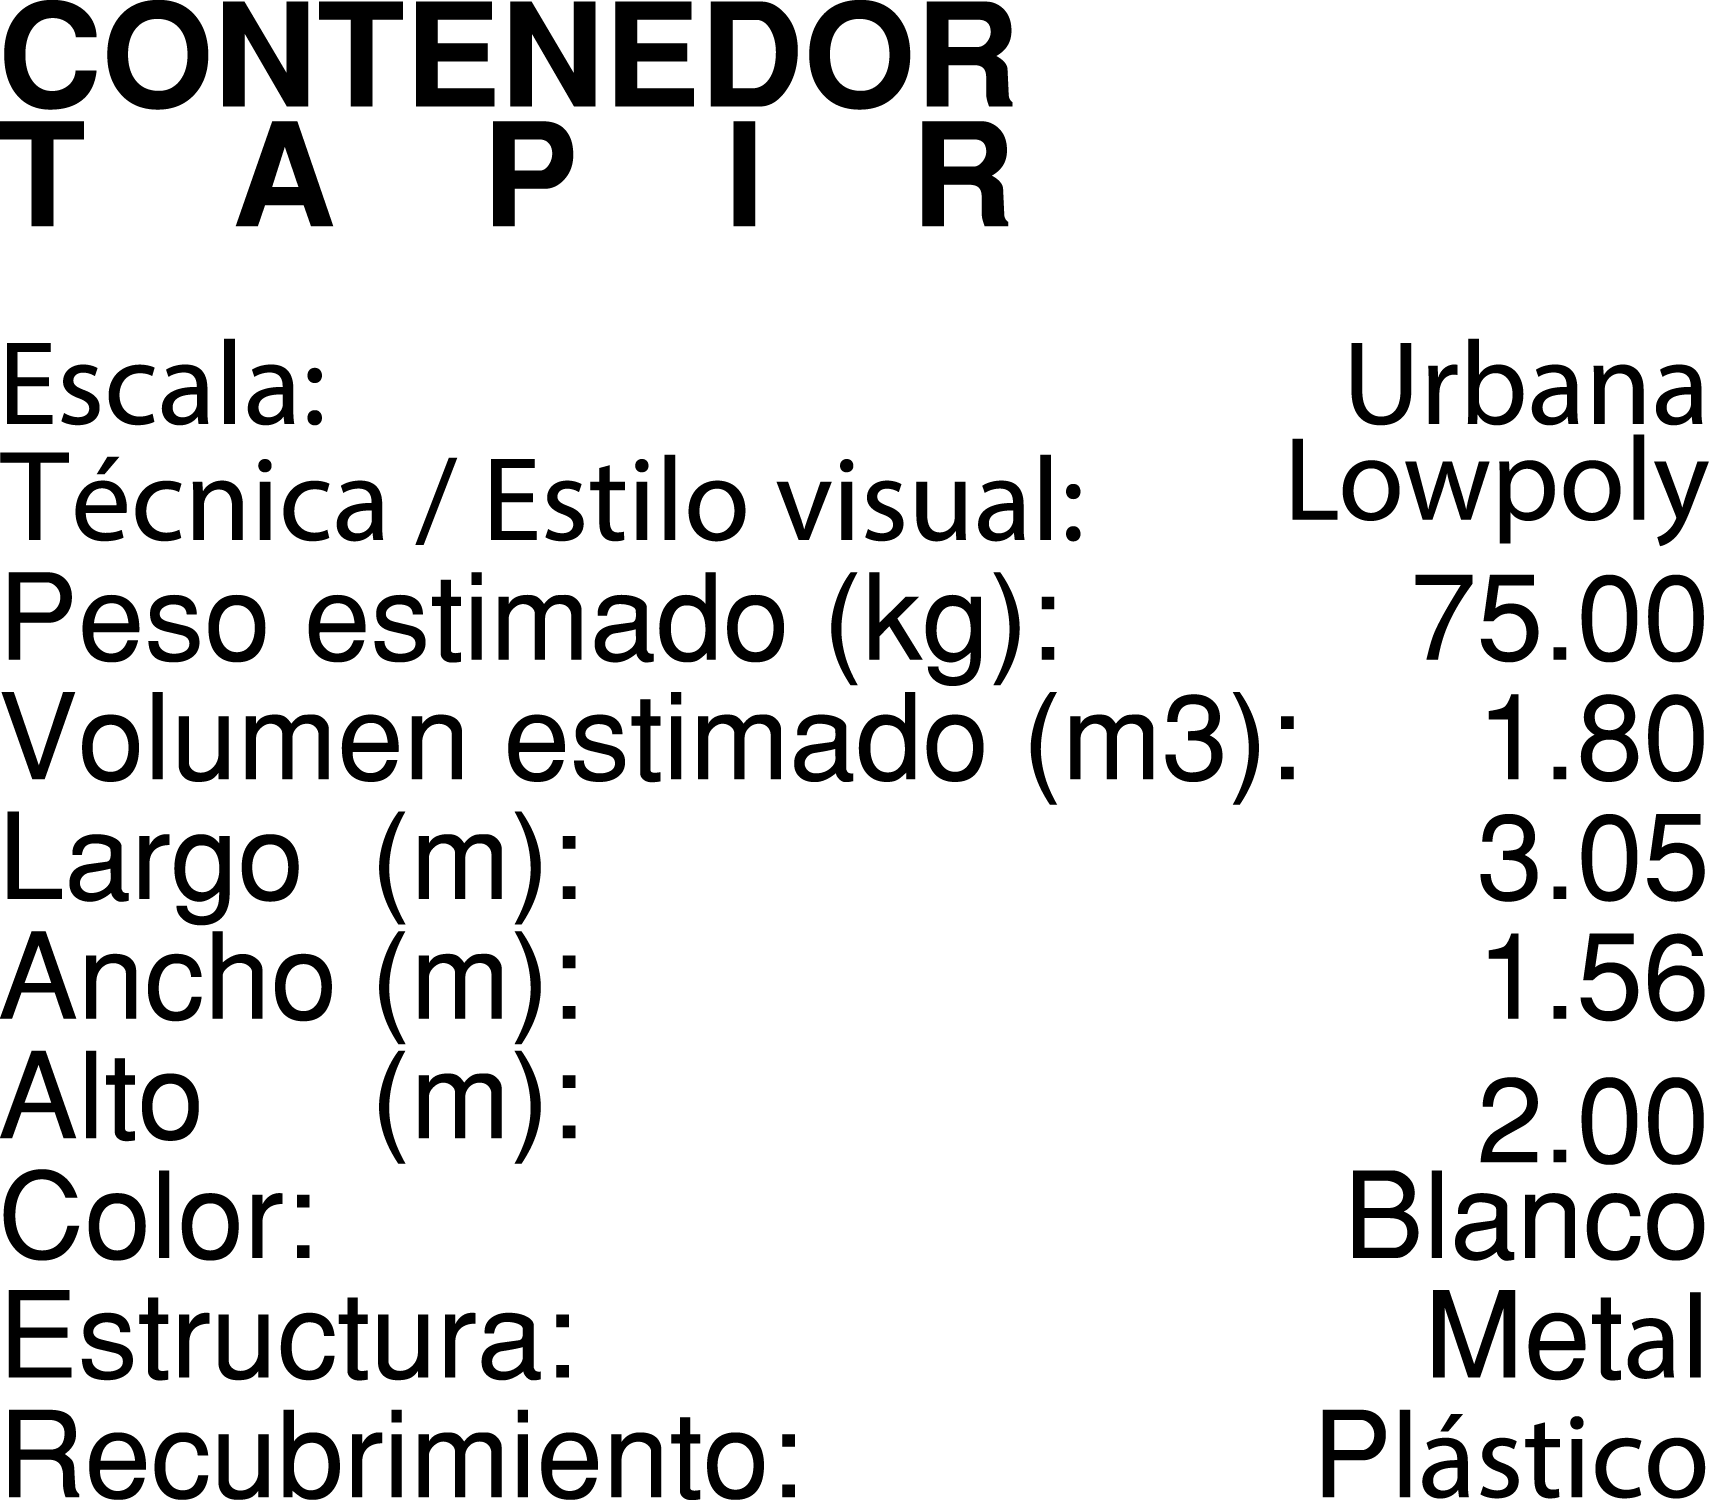 CONTENEDOR
T A P I R
Escala: Urbana
Técnica / Estilo visual: Lowpoly
Peso estimado (kg): 75.00
Volumen estimado (m3): 1.80
Largo (m): 3.05
Ancho (m): 1.56
Alto (m): 2.00
Color: Blanco
Estructura: Metal
Recubrimiento: Plástico